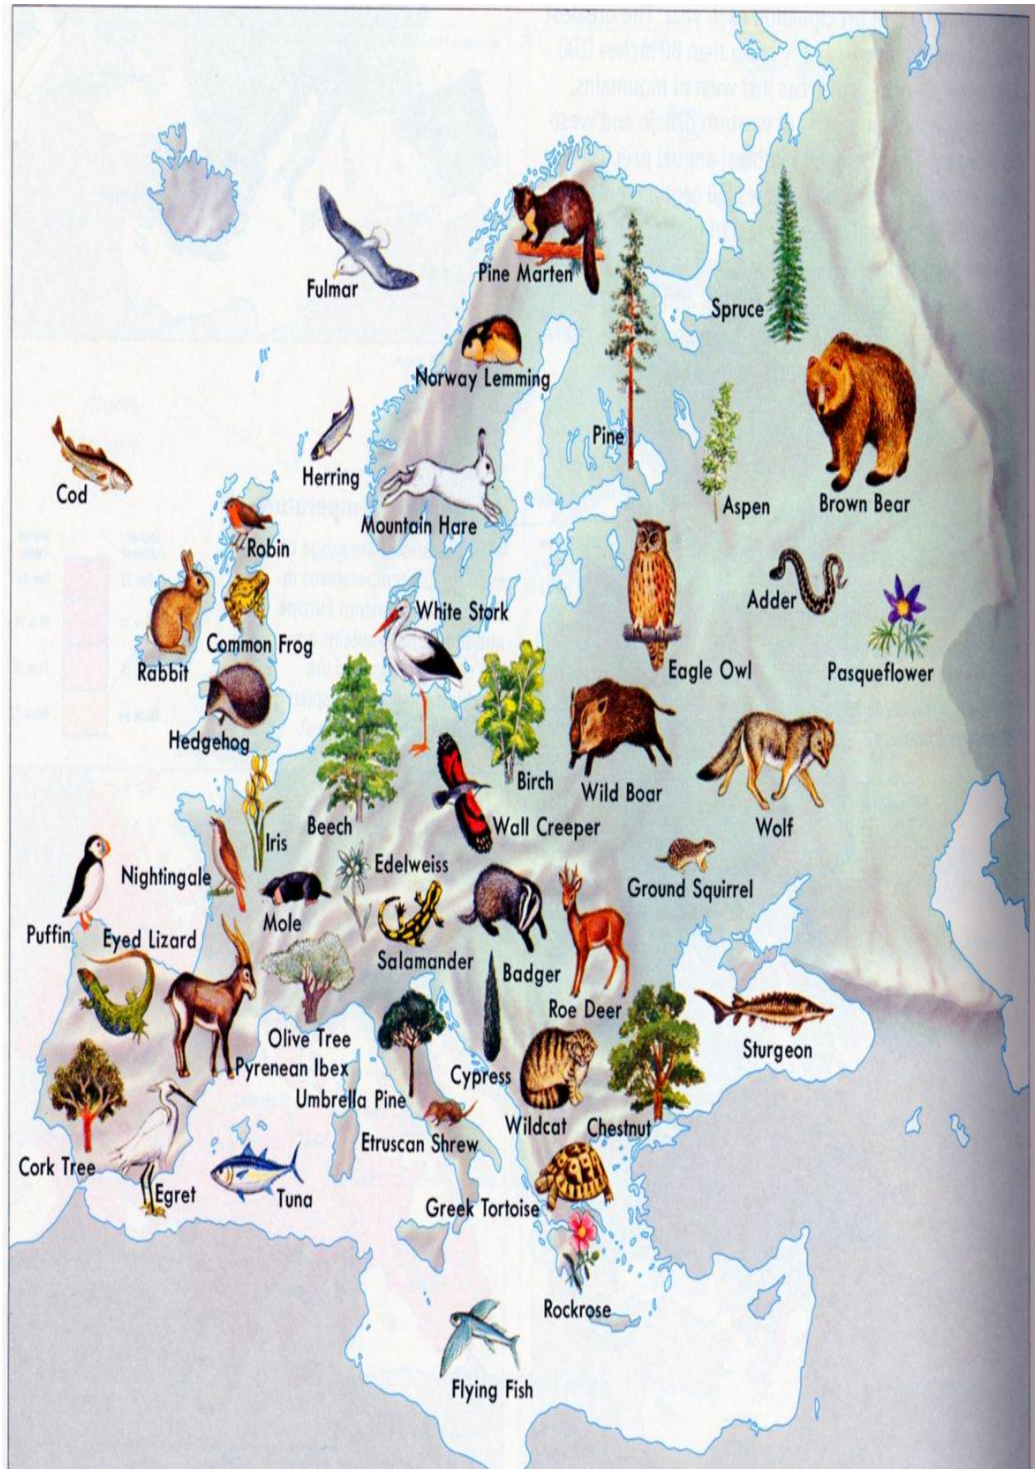 Fulmar
Pine Marten
Spruce
Norway Lemming
Pine
Cod
Herring
Mountain Hare
Aspen
Brown Bear
Robin
Adder
White Stork
Common Frog
Rabbit
Eagle Owl
Pasqueflower
Hedgehog
Birch
Wild Boar
Beech
Wall Creeper
Wolf
Iris
Nightingale
Edelweiss
Ground Squirrel
Mole
Puffin
Eyed Lizard
Salamander
Badger
Roe Deer
Olive Tree
Sturgeon
Pyrenean Ibex
Cypress
Umbrella Pine
Wildcat
Chestnut
Etruscan Shrew
Cork Tree
Egret
Tuna
Greek Tortoise
Rockrose
Flying Fish